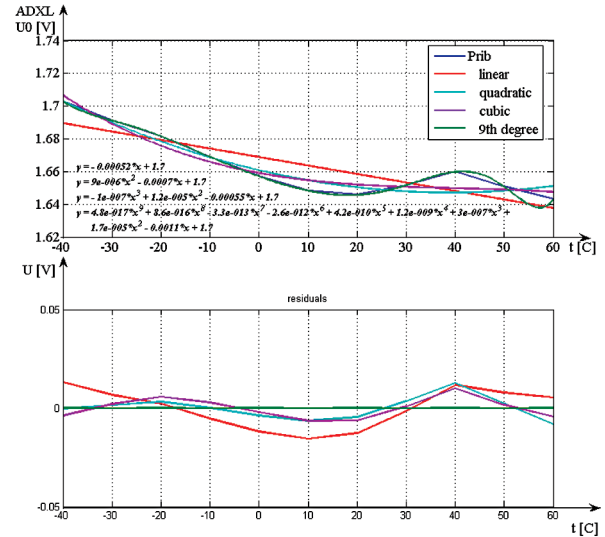 ADXL
U0 [V]
1.74
1.72
1.7
1.68
1.66
1.64
1.62
Prib
linear
quadratic
cubic
9th degree
y = - 0.00052*x + 1.7
y = 9e-006*x^2 - 0.0007*x + 1.7
y = - 1e-007*x^3 + 1.2e-005*x^2 - 0.00055*x + 1.7
y = 4.8e-017*x^9 + 8.6e-016*x^8 - 3.3e-013*x^7 - 2.6e-012*x^6 + 4.2e-010*x^5 + 1.2e-009*x^4 + 3e-007*x^3 +
1.7e-005*x^2 - 0.0011*x + 1.7
-40 -30 -20 -10 0 10 20 30 40 50 60
t [C]
U [V]
residuals
0.05
0
-0.05
-40 -30 -20 -10 0 10 20 30 40 50 60
t [C]